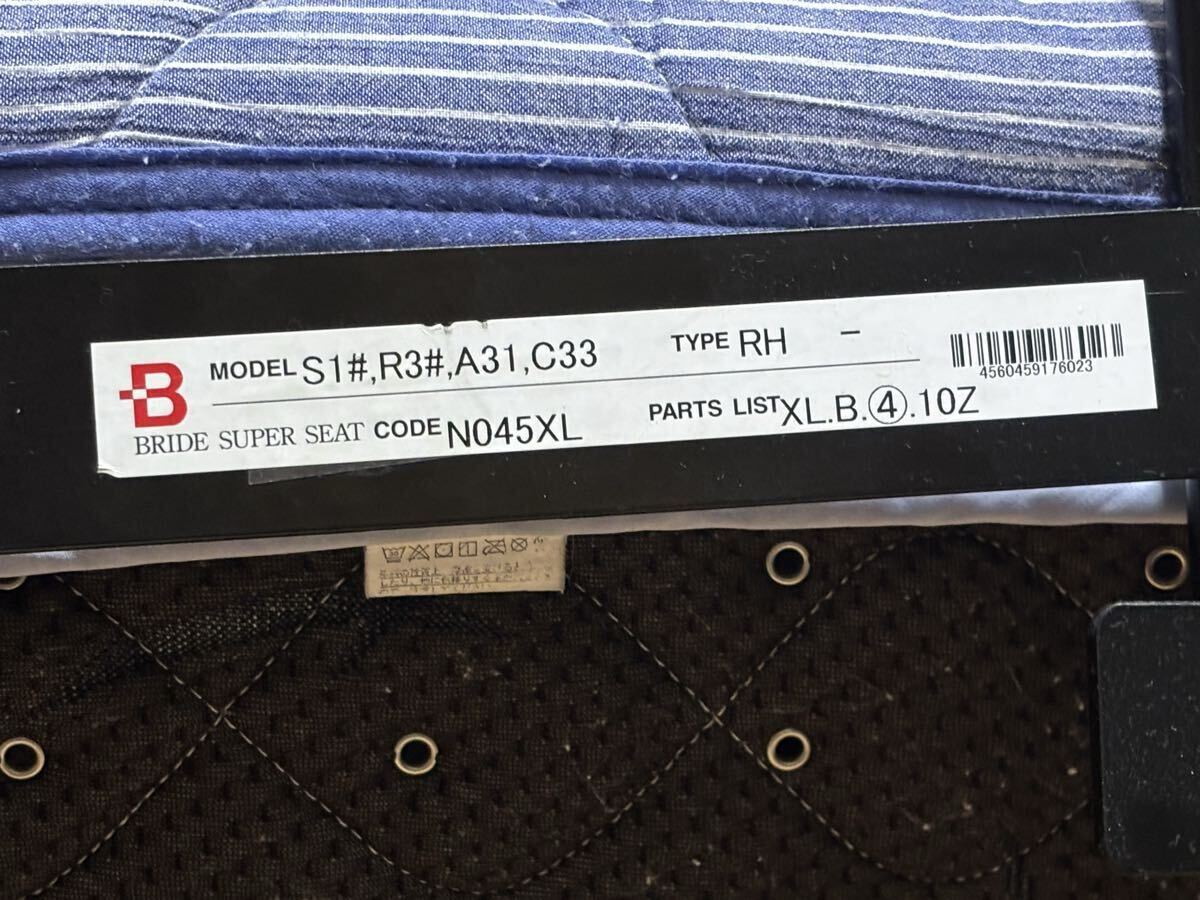 B
MODEL S1#,R3#,A31,C33 TYPE RH -
BRIDE SUPER SEAT CODE N045XL PARTS LIST XL.B.④.10Z
4560459176023